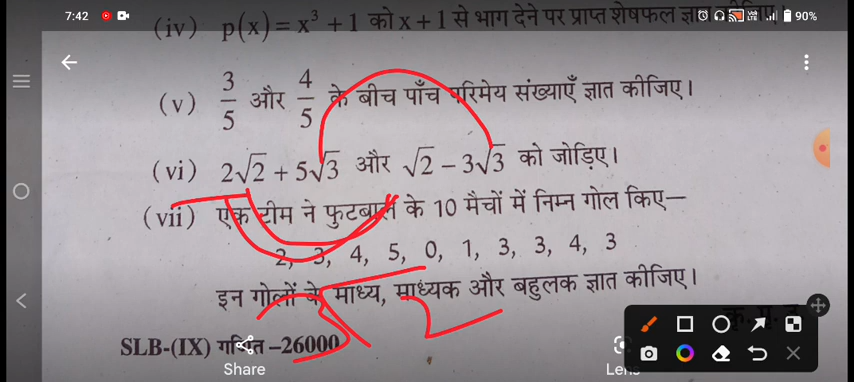 7:42 90%
(iv) p(x) = x³ + 1 को x + 1 से भाग देने पर प्राप्त शेषफल ज्ञात कीजिए।
(v) 3/5 और 4/5 के बीच पाँच परिमेय संख्याएँ ज्ञात कीजिए।
(vi) 2√2 + 5√3 और √2 − 3√3 को जोड़िए।
(vii) एक टीम ने फुटबाल के 10 मैचों में निम्न गोल किए—
2, 3, 4, 5, 0, 1, 3, 3, 4, 3
इन गोलों के माध्य, माध्यक और बहुलक ज्ञात कीजिए।
SLB-(IX) गणित –26000
Share Lens